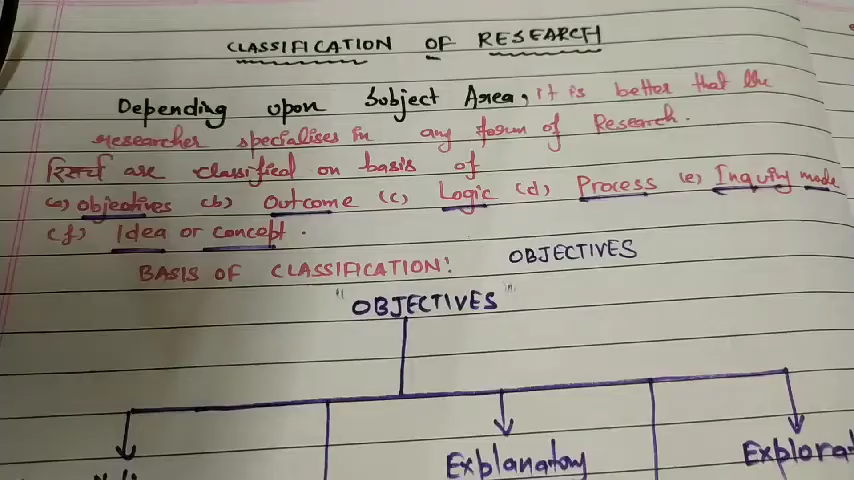 CLASSIFICATION OF RESEARCH
Depending upon Subject Area, it is better that the
researcher specialises in any form of Research.
रिसर्च are classified on basis of
(a) objectives (b) Outcome (c) Logic (d) Process (e) Inquiry mode
(f) Idea or concept.
BASIS OF CLASSIFICATION: OBJECTIVES
"OBJECTIVES"
Explanatory Explorat